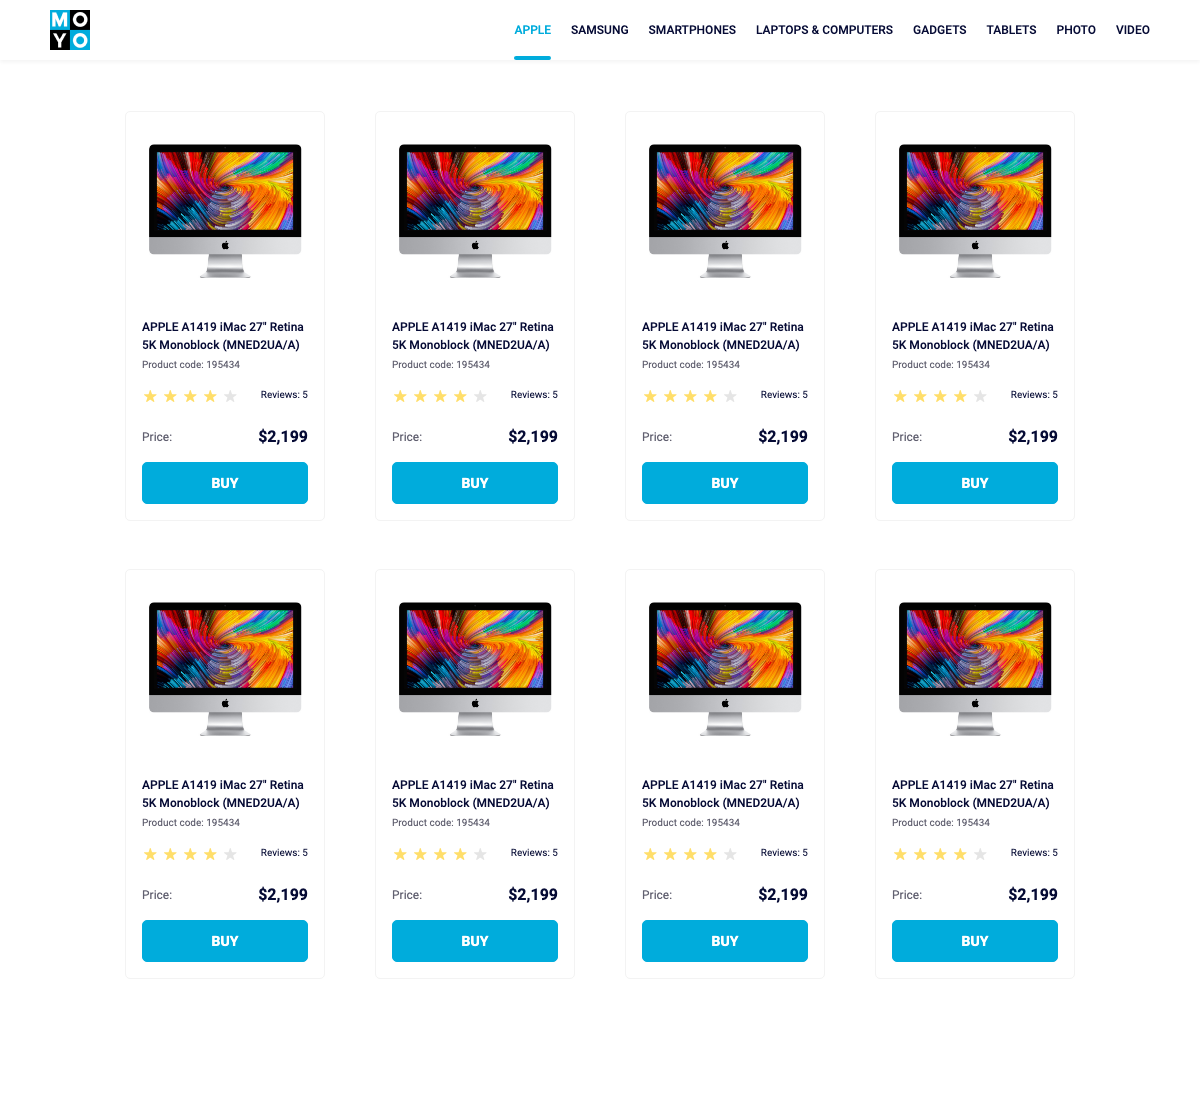 MO
YO
APPLE SAMSUNG SMARTPHONES LAPTOPS & COMPUTERS GADGETS TABLETS PHOTO VIDEO
APPLE A1419 iMac 27" Retina
5K Monoblock (MNED2UA/A)
Product code: 195434
Reviews: 5
Price: $2,199
BUY
APPLE A1419 iMac 27" Retina
5K Monoblock (MNED2UA/A)
Product code: 195434
Reviews: 5
Price: $2,199
BUY
APPLE A1419 iMac 27" Retina
5K Monoblock (MNED2UA/A)
Product code: 195434
Reviews: 5
Price: $2,199
BUY
APPLE A1419 iMac 27" Retina
5K Monoblock (MNED2UA/A)
Product code: 195434
Reviews: 5
Price: $2,199
BUY
APPLE A1419 iMac 27" Retina
5K Monoblock (MNED2UA/A)
Product code: 195434
Reviews: 5
Price: $2,199
BUY
APPLE A1419 iMac 27" Retina
5K Monoblock (MNED2UA/A)
Product code: 195434
Reviews: 5
Price: $2,199
BUY
APPLE A1419 iMac 27" Retina
5K Monoblock (MNED2UA/A)
Product code: 195434
Reviews: 5
Price: $2,199
BUY
APPLE A1419 iMac 27" Retina
5K Monoblock (MNED2UA/A)
Product code: 195434
Reviews: 5
Price: $2,199
BUY